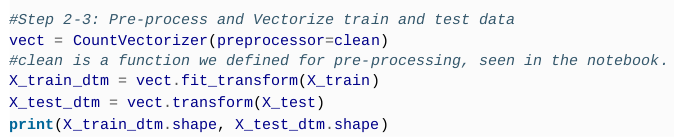 #Step 2-3: Pre-process and Vectorize train and test data
vect = CountVectorizer(preprocessor=clean)
#clean is a function we defined for pre-processing, seen in the notebook.
X_train_dtm = vect.fit_transform(X_train)
X_test_dtm = vect.transform(X_test)
print(X_train_dtm.shape, X_test_dtm.shape)